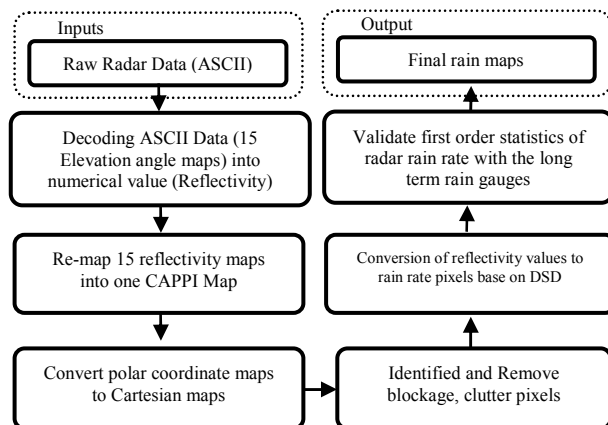 Inputs
Raw Radar Data (ASCII)
Decoding ASCII Data (15
Elevation angle maps) into
numerical value (Reflectivity)
Re-map 15 reflectivity maps
into one CAPPI Map
Convert polar coordinate maps
to Cartesian maps
Identified and Remove
blockage, clutter pixels
Conversion of reflectivity values to
rain rate pixels base on DSD
Validate first order statistics of
radar rain rate with the long
term rain gauges
Output
Final rain maps